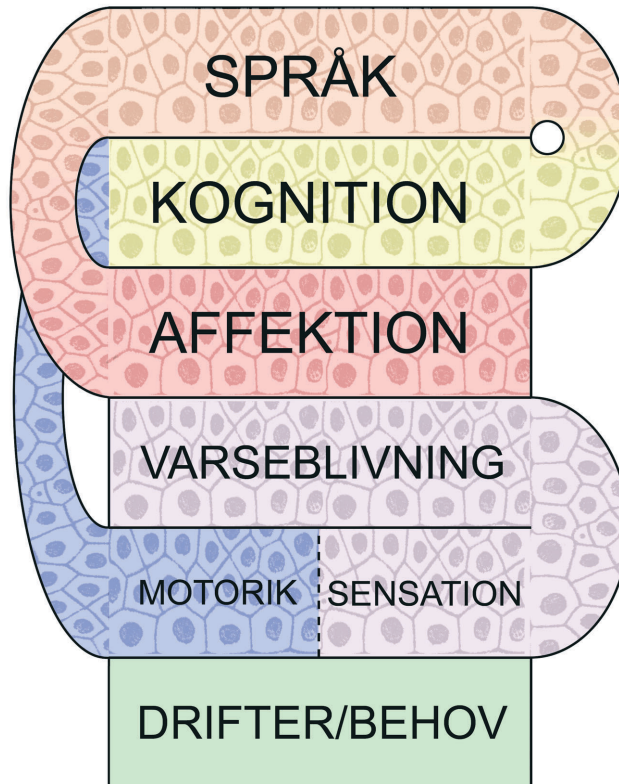 SPRÅK
KOGNITION
AFFEKTION
VARSEBLIVNING
MOTORIK SENSATION
DRIFTER/BEHOV